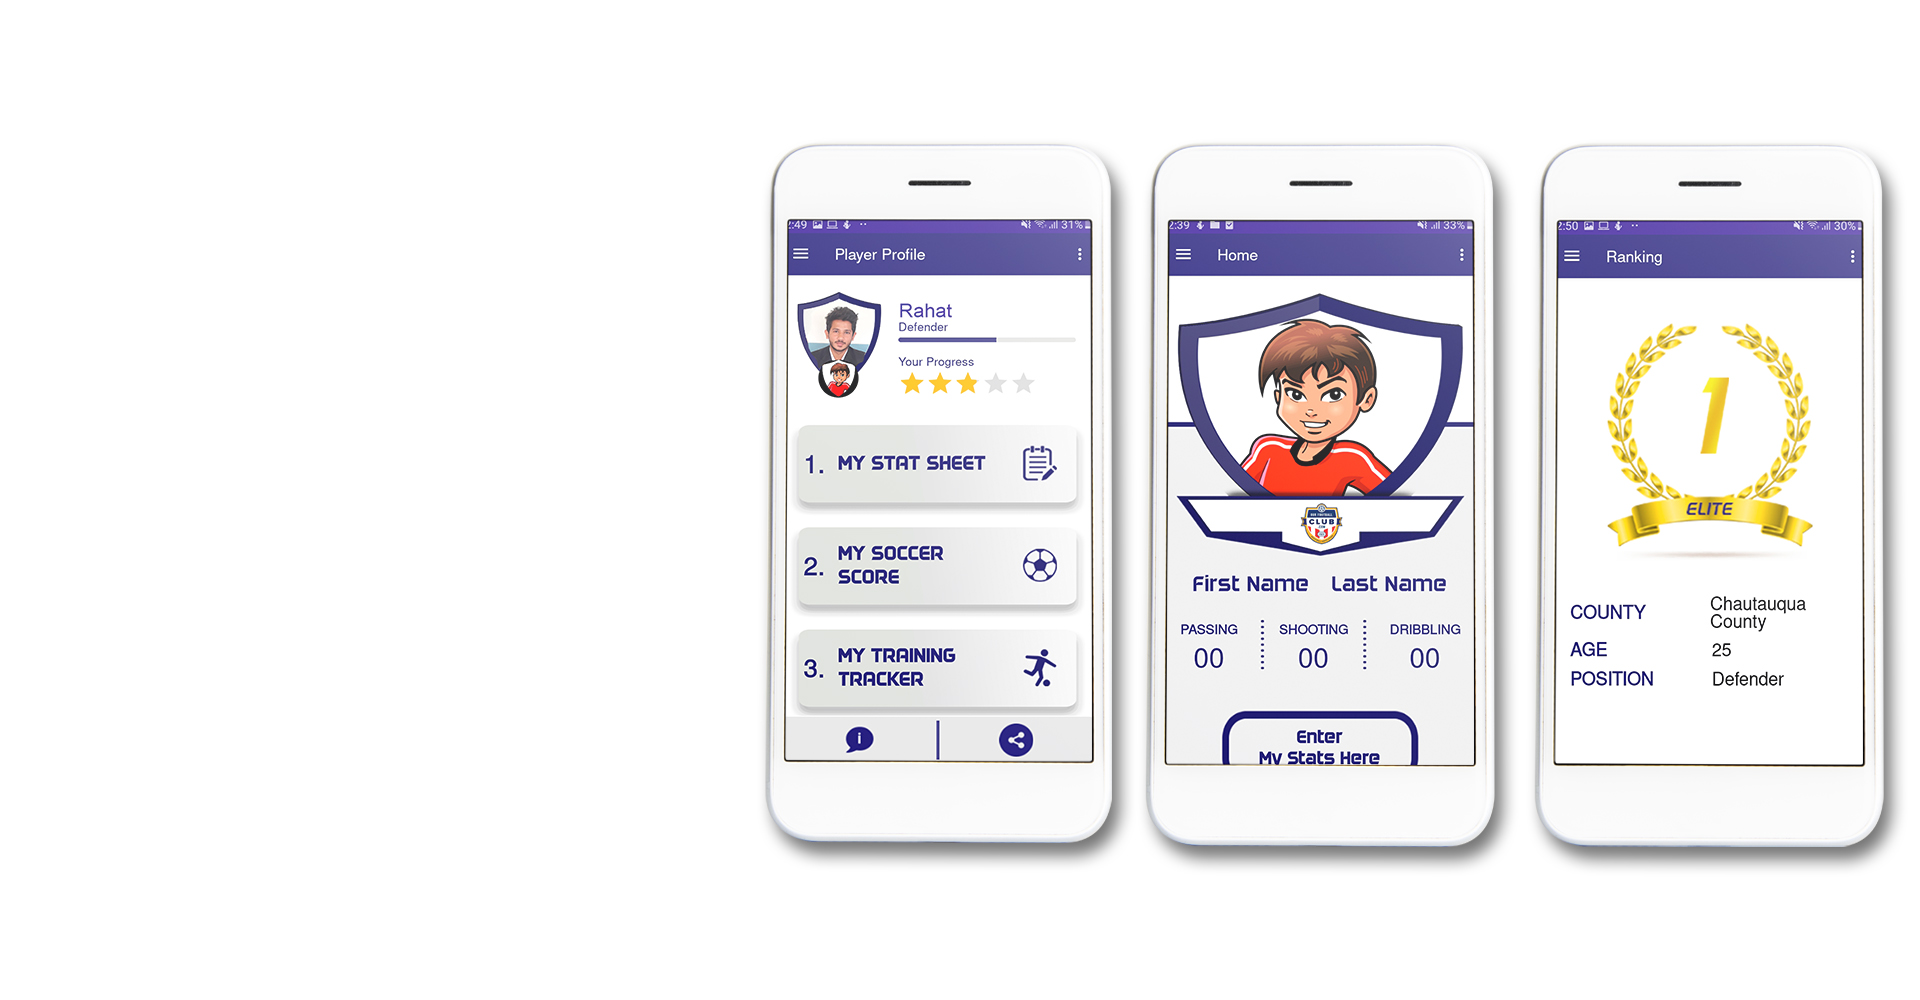 2:49
31%
Player Profile
Rahat
Defender
Your Progress
1. MY STAT SHEET
2. MY SOCCER
SCORE
3. MY TRAINING
TRACKER
i
2:39
33%
Home
CLUB
First Name Last Name
PASSING SHOOTING DRIBBLING
00 00 00
Enter
My Stats Here
2:50
30%
Ranking
1
ELITE
COUNTY Chautauqua
County
AGE 25
POSITION Defender